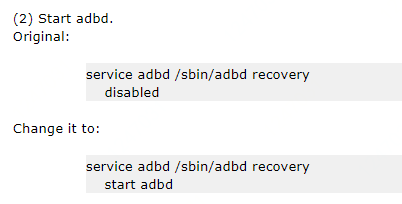 (2) Start adbd.
Original:
service adbd /sbin/adbd recovery
disabled
Change it to:
service adbd /sbin/adbd recovery
start adbd